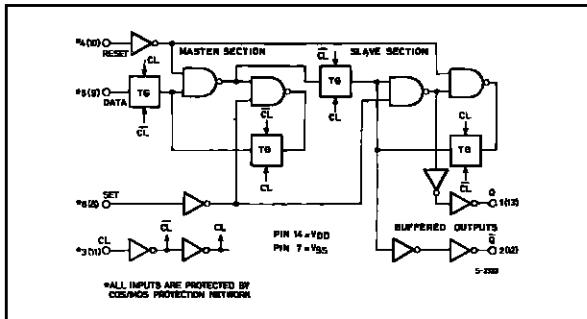 *4(10)
RESET
MASTER SECTION
CL
SLAVE SECTION
CL
TG
CL
*5(9)
DATA
TG
CL
CL
CL
TG
CL
TG
CL
SET
*6(8)
Q
1(13)
CL
*3(11)
CL
CL
PIN 14 = VDD
PIN 7 = VSS
BUFFERED OUTPUTS
Q
2(12)
*ALL INPUTS ARE PROTECTED BY
COS/MOS PROTECTION NETWORK